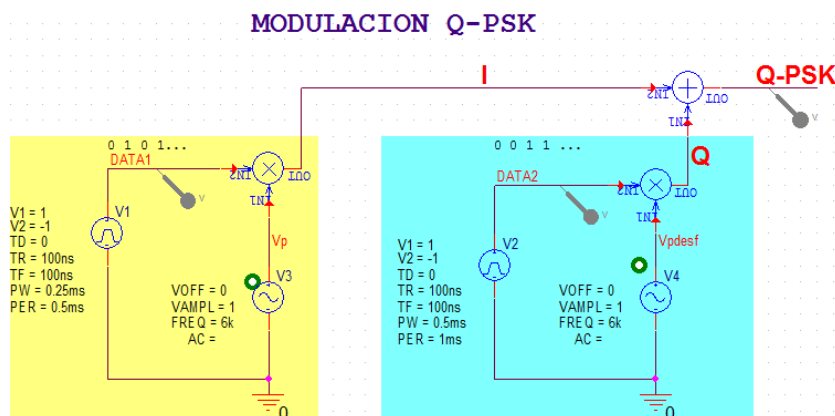 MODULACION Q-PSK
I
Q-PSK
IN2
OUT
IN1
V
0 1 0 1...
DATA1
IN2
OUT
IN1
V
V1
V1 = 1
V2 = -1
TD = 0
TR = 100ns
TF = 100ns
PW = 0.25ms
PER = 0.5ms
Vp
V3
VOFF = 0
VAMPL = 1
FREQ = 6k
AC =
0
0 0 1 1 ...
Q
DATA2
IN2
OUT
IN1
V
V2
V1 = 1
V2 = -1
TD = 0
TR = 100ns
TF = 100ns
PW = 0.5ms
PER = 1ms
Vpdesf
V4
VOFF = 0
VAMPL = 1
FREQ = 6k
AC =
0